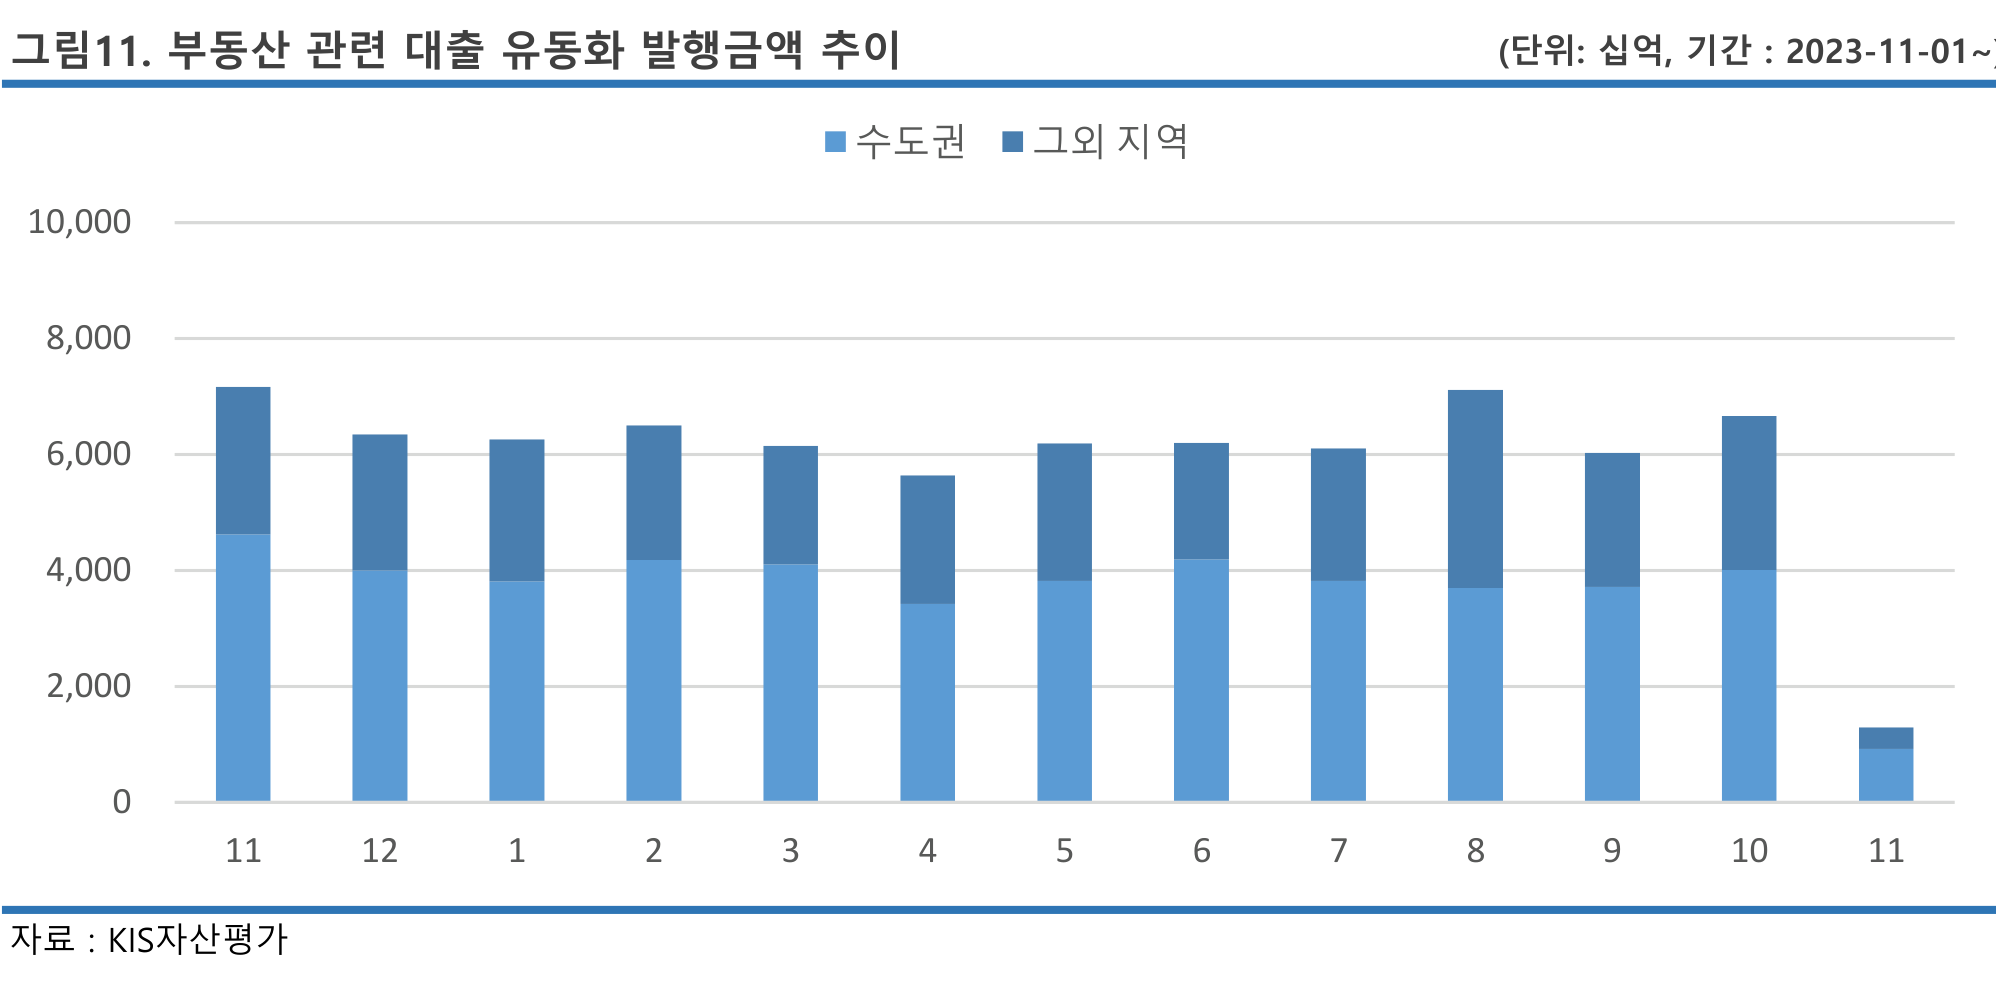 그림11. 부동산 관련 대출 유동화 발행금액 추이
(단위: 십억, 기간 : 2023-11-01~)
수도권 그외 지역
10,000
8,000
6,000
4,000
2,000
0
11 12 1 2 3 4 5 6 7 8 9 10 11
자료 : KIS자산평가